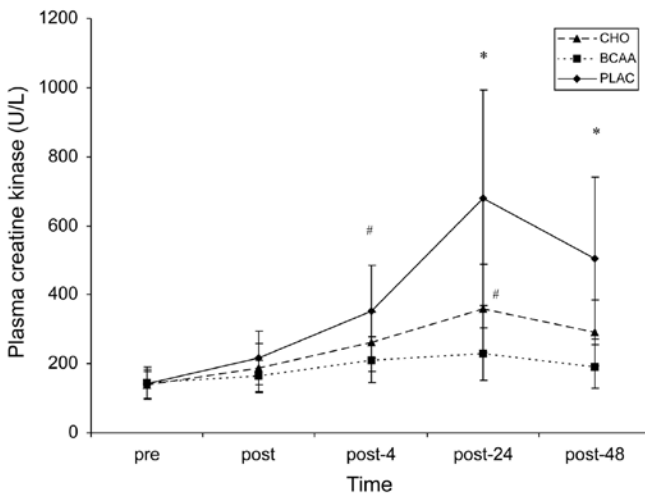 1200
1000
800
600
400
200
0
Plasma creatine kinase (U/L)
CHO
BCAA
PLAC
*
*
#
#
pre post post-4 post-24 post-48
Time